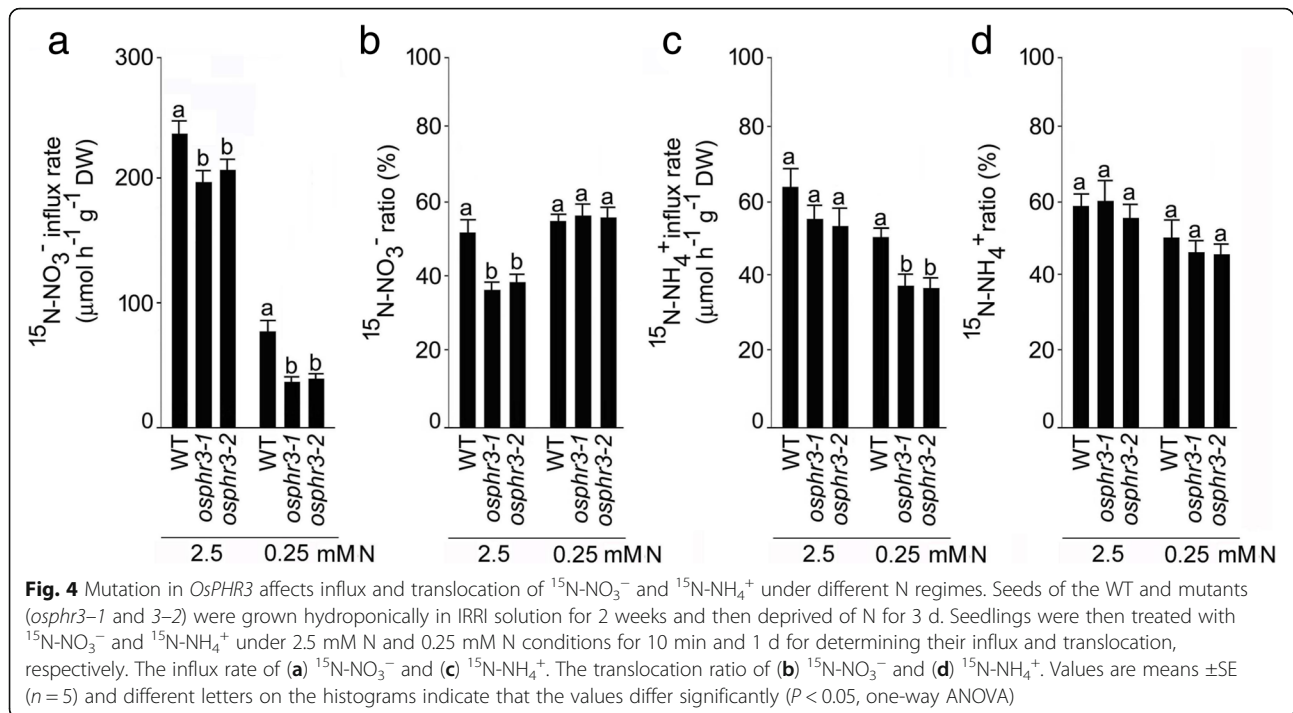 a
300
200
100
0
¹⁵N-NO₃⁻ influx rate
(µmol h⁻¹ g⁻¹ DW)
a
b
b
a
b
b
WT
osphr3-1
osphr3-2
WT
osphr3-1
osphr3-2
2.5
0.25 mM N
b
100
80
60
40
20
0
¹⁵N-NO₃⁻ ratio (%)
a
b
b
a
a
a
WT
osphr3-1
osphr3-2
WT
osphr3-1
osphr3-2
2.5
0.25 mM N
c
100
80
60
40
20
0
¹⁵N-NH₄⁺ influx rate
(µmol h⁻¹ g⁻¹ DW)
a
a
a
a
b
b
WT
osphr3-1
osphr3-2
WT
osphr3-1
osphr3-2
2.5
0.25 mM N
d
100
80
60
40
20
0
¹⁵N-NH₄⁺ ratio (%)
a
a
a
a
a
a
WT
osphr3-1
osphr3-2
WT
osphr3-1
osphr3-2
2.5
0.25 mM N
Fig. 4 Mutation in OsPHR3 affects influx and translocation of ¹⁵N-NO₃⁻ and ¹⁵N-NH₄⁺ under different N regimes. Seeds of the WT and mutants
(osphr3–1 and 3–2) were grown hydroponically in IRRI solution for 2 weeks and then deprived of N for 3 d. Seedlings were then treated with
¹⁵N-NO₃⁻ and ¹⁵N-NH₄⁺ under 2.5 mM N and 0.25 mM N conditions for 10 min and 1 d for determining their influx and translocation,
respectively. The influx rate of (a) ¹⁵N-NO₃⁻ and (c) ¹⁵N-NH₄⁺. The translocation ratio of (b) ¹⁵N-NO₃⁻ and (d) ¹⁵N-NH₄⁺. Values are means ±SE
(n = 5) and different letters on the histograms indicate that the values differ significantly (P < 0.05, one-way ANOVA)